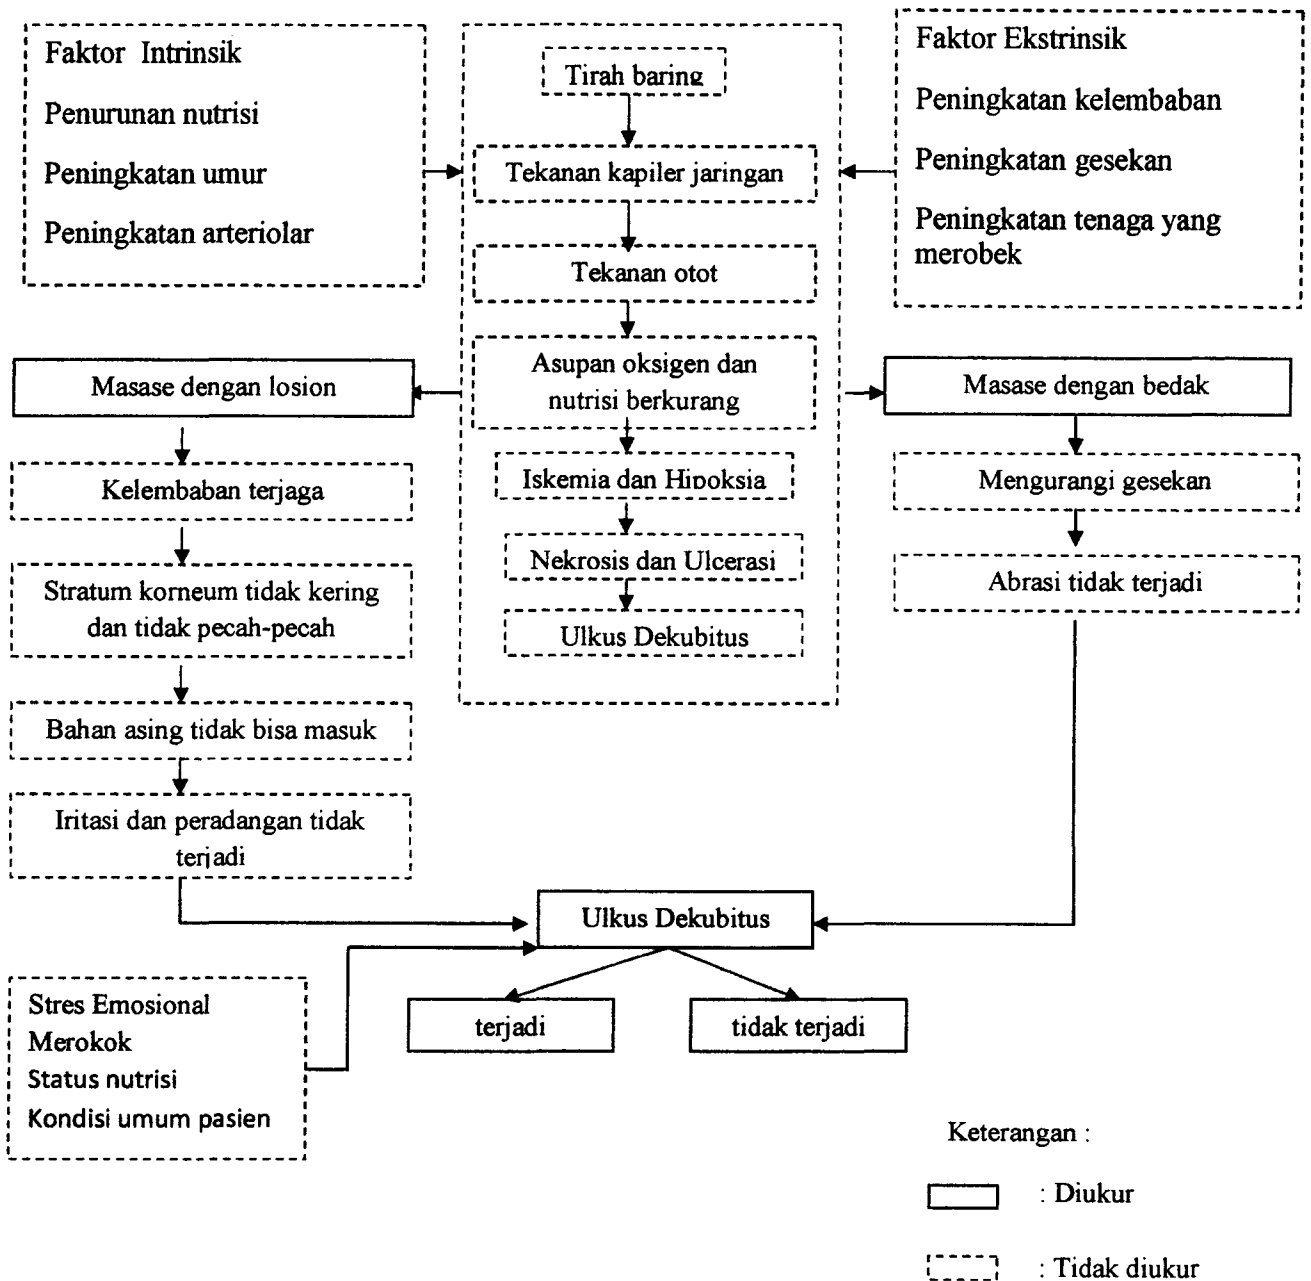 Faktor Intrinsik
Penurunan nutrisi
Peningkatan umur
Peningkatan arteriolar
Tirah baring
Tekanan kapiler jaringan
Tekanan otot
Asupan oksigen dan
nutrisi berkurang
Iskemia dan Hipoksia
Nekrosis dan Ulcerasi
Ulkus Dekubitus
Faktor Ekstrinsik
Peningkatan kelembaban
Peningkatan gesekan
Peningkatan tenaga yang
merobek
Masase dengan losion
Kelembaban terjaga
Stratum korneum tidak kering
dan tidak pecah-pecah
Bahan asing tidak bisa masuk
Iritasi dan peradangan tidak
terjadi
Masase dengan bedak
Mengurangi gesekan
Abrasi tidak terjadi
Ulkus Dekubitus
terjadi
tidak terjadi
Stres Emosional
Merokok
Status nutrisi
Kondisi umum pasien
Keterangan :
: Diukur
: Tidak diukur